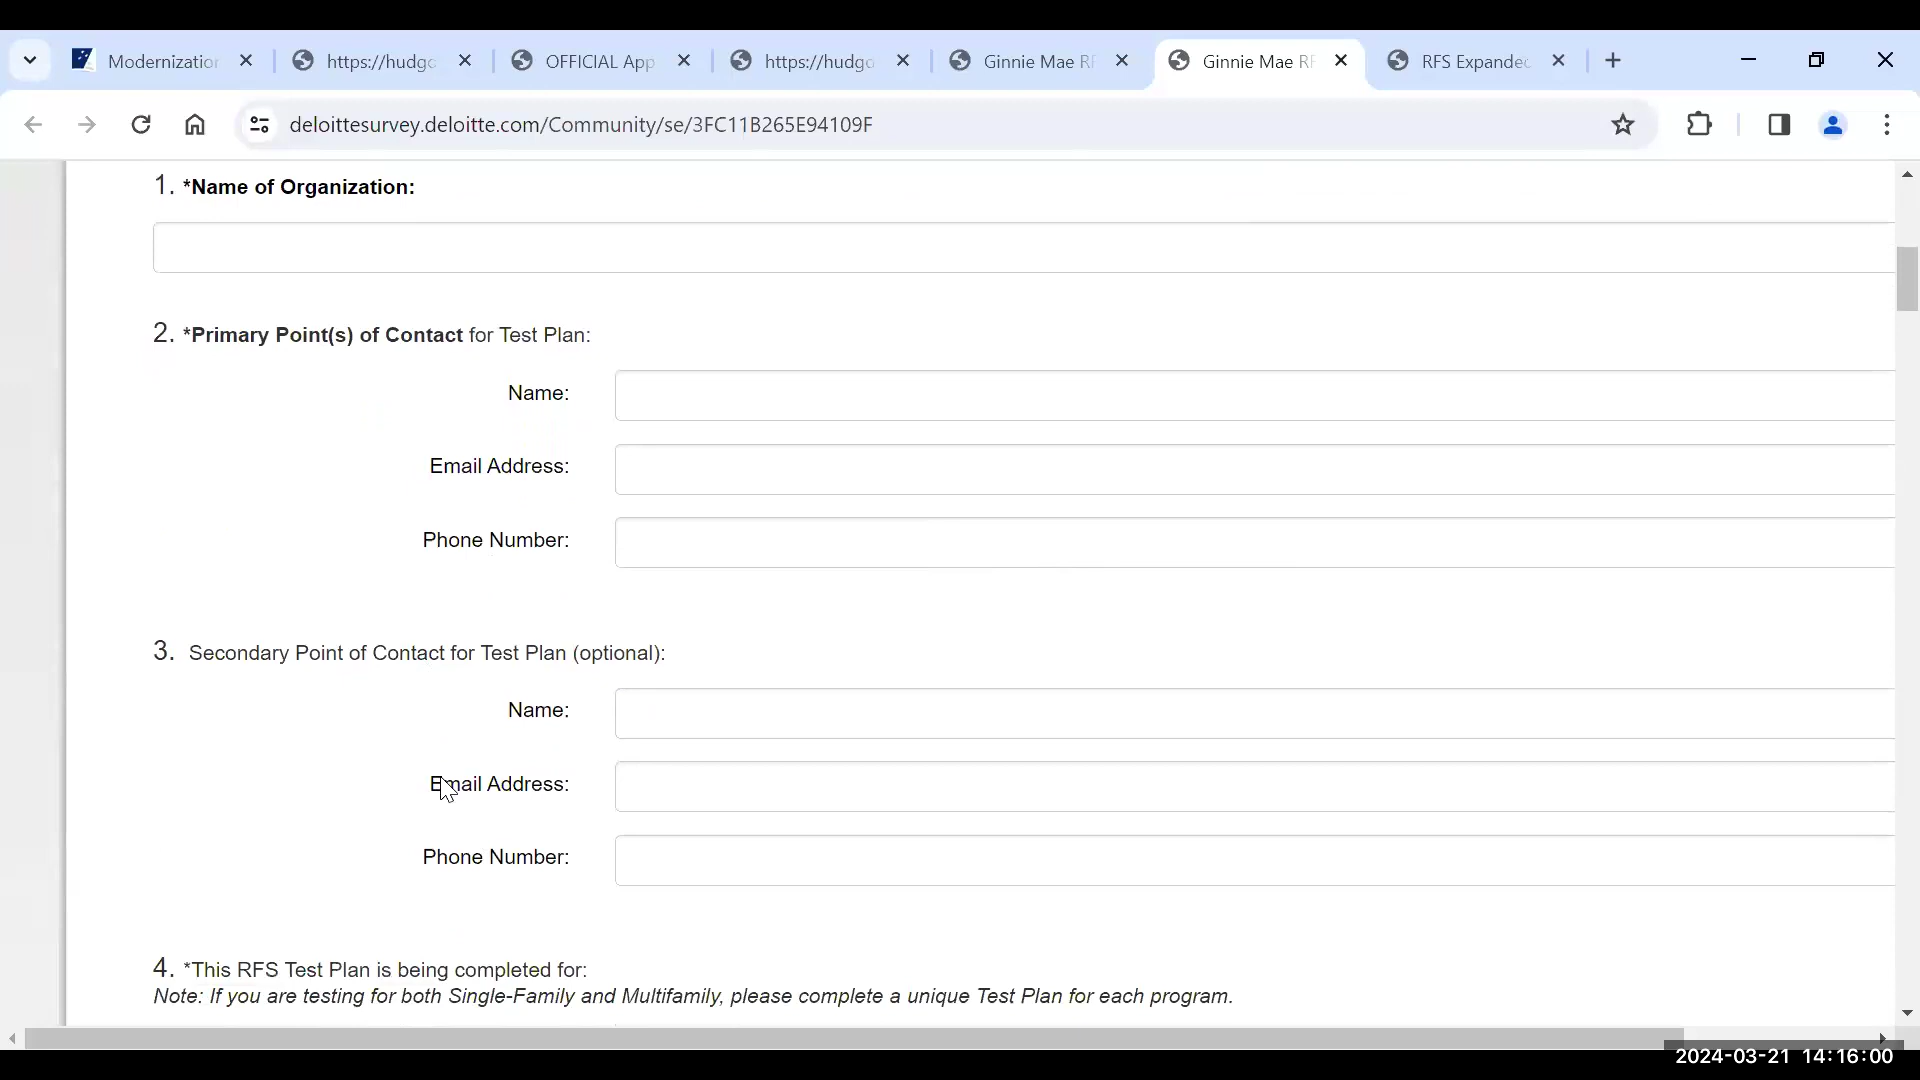 Modernization
https://hudgo
OFFICIAL App
https://hudgo
Ginnie Mae RF
Ginnie Mae RF
RFS Expanded
deloittesurvey.deloitte.com/Community/se/3FC11B265E94109F
1. *Name of Organization:
2. *Primary Point(s) of Contact for Test Plan:
Name:
Email Address:
Phone Number:
3. Secondary Point of Contact for Test Plan (optional):
Name:
Email Address:
Phone Number:
4. *This RFS Test Plan is being completed for:
Note: If you are testing for both Single-Family and Multifamily, please complete a unique Test Plan for each program.
2024-03-21 14:16:00